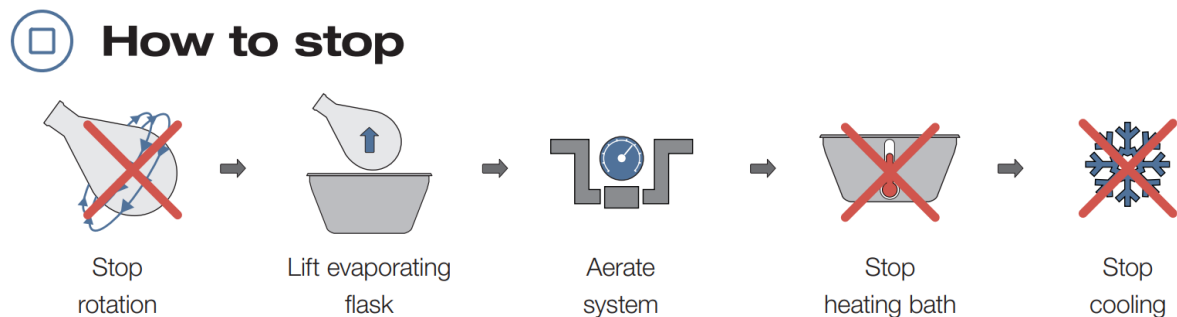 How to stop
Stop
rotation
Lift evaporating
flask
Aerate
system
Stop
heating bath
Stop
cooling